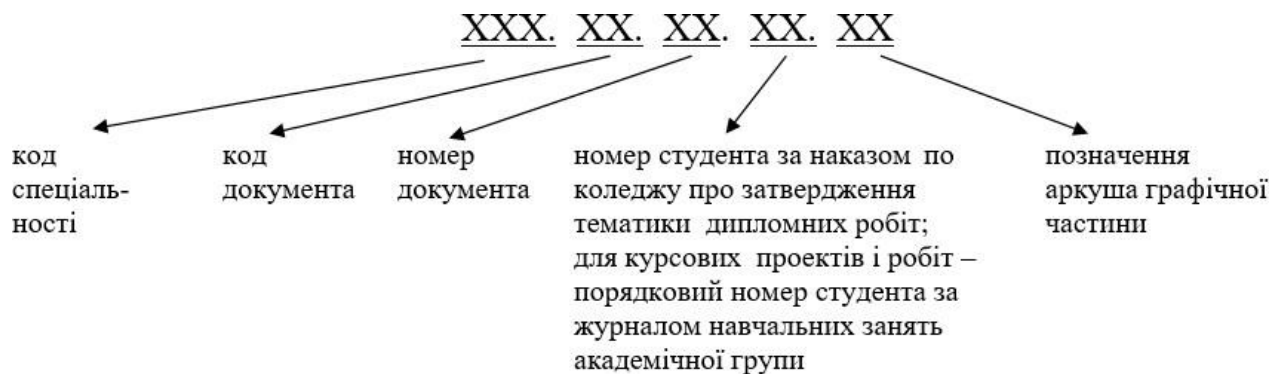 XXX. XX. XX. XX. XX
код
спеціаль-
ності
код
документа
номер
документа
номер студента за наказом по
коледжу про затвердження
тематики дипломних робіт;
для курсових проектів і робіт –
порядковий номер студента за
журналом навчальних занять
академічної групи
позначення
аркуша графічної
частини